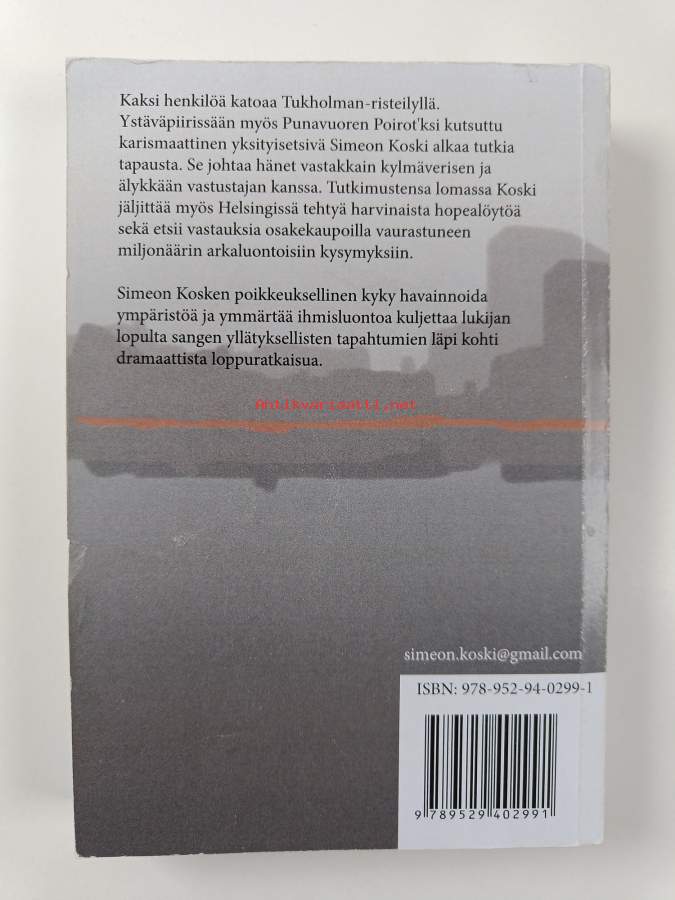 Kaksi henkilöä katoaa Tukholman-risteilyllä.
Ystäväpiirissään myös Punavuoren Poirot'ksi kutsuttu
karismaattinen yksityisetsivä Simeon Koski alkaa tutkia
tapausta. Se johtaa hänet vastakkain kylmäverisen ja
älykkään vastustajan kanssa. Tutkimustensa lomassa Koski
jäljittää myös Helsingissä tehtyä harvinaista hopealöytöä
sekä etsii vastauksia osakekaupoilla vaurastuneen
miljonäärin arkaluontoisiin kysymyksiin.
Simeon Kosken poikkeuksellinen kyky havainnoida
ympäristöä ja ymmärtää ihmisluontoa kuljettaa lukijan
lopulta sangen yllätyksellisten tapahtumien läpi kohti
dramaattista loppuratkaisua.
Antikvariaatti.net
simeon.koski@gmail.com
ISBN: 978-952-94-0299-1
9 789529 402991